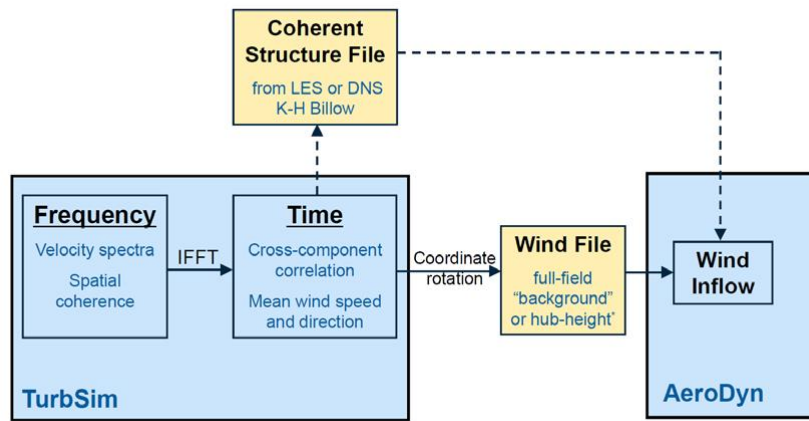 Coherent
Structure File
from LES or DNS
K-H Billow
Frequency
Velocity spectra
Spatial
coherence
IFFT
Time
Cross-component
correlation
Mean wind speed
and direction
Coordinate
rotation
Wind File
full-field
“background”
or hub-height*
Wind
Inflow
TurbSim
AeroDyn